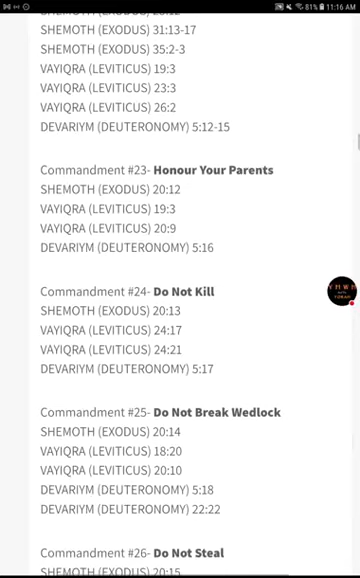 81% 11:16 AM
SHEMOTH (EXODUS) 31:13-17
SHEMOTH (EXODUS) 35:2-3
VAYIQRA (LEVITICUS) 19:3
VAYIQRA (LEVITICUS) 23:3
VAYIQRA (LEVITICUS) 26:2
DEVARIYM (DEUTERONOMY) 5:12-15
Commandment #23- Honour Your Parents
SHEMOTH (EXODUS) 20:12
VAYIQRA (LEVITICUS) 19:3
VAYIQRA (LEVITICUS) 20:9
DEVARIYM (DEUTERONOMY) 5:16
Commandment #24- Do Not Kill
SHEMOTH (EXODUS) 20:13
VAYIQRA (LEVITICUS) 24:17
VAYIQRA (LEVITICUS) 24:21
DEVARIYM (DEUTERONOMY) 5:17
Commandment #25- Do Not Break Wedlock
SHEMOTH (EXODUS) 20:14
VAYIQRA (LEVITICUS) 18:20
VAYIQRA (LEVITICUS) 20:10
DEVARIYM (DEUTERONOMY) 5:18
DEVARIYM (DEUTERONOMY) 22:22
Commandment #26- Do Not Steal
SHEMOTH (EXODUS) 20:15